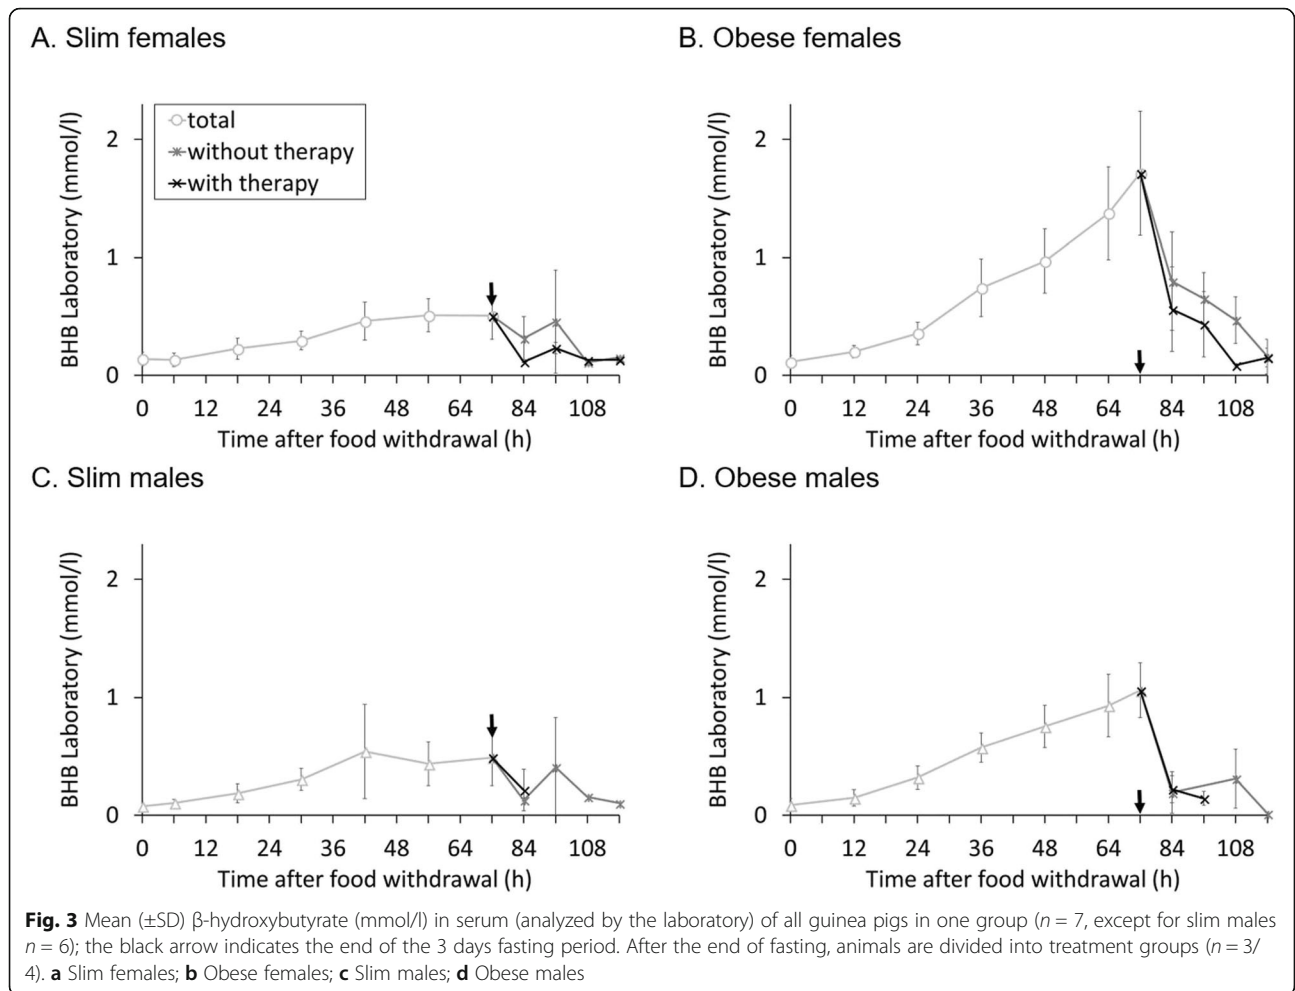 A. Slim females
BHB Laboratory (mmol/l)
2
1
0
total
without therapy
with therapy
0 12 24 36 48 64 84 108
Time after food withdrawal (h)
B. Obese females
BHB Laboratory (mmol/l)
2
1
0
0 12 24 36 48 64 84 108
Time after food withdrawal (h)
C. Slim males
BHB Laboratory (mmol/l)
2
1
0
0 12 24 36 48 64 84 108
Time after food withdrawal (h)
D. Obese males
BHB Laboratory (mmol/l)
2
1
0
0 12 24 36 48 64 84 108
Time after food withdrawal (h)
Fig. 3 Mean (±SD) β-hydroxybutyrate (mmol/l) in serum (analyzed by the laboratory) of all guinea pigs in one group (n = 7, except for slim males
n = 6); the black arrow indicates the end of the 3 days fasting period. After the end of fasting, animals are divided into treatment groups (n = 3/
4). a Slim females; b Obese females; c Slim males; d Obese males